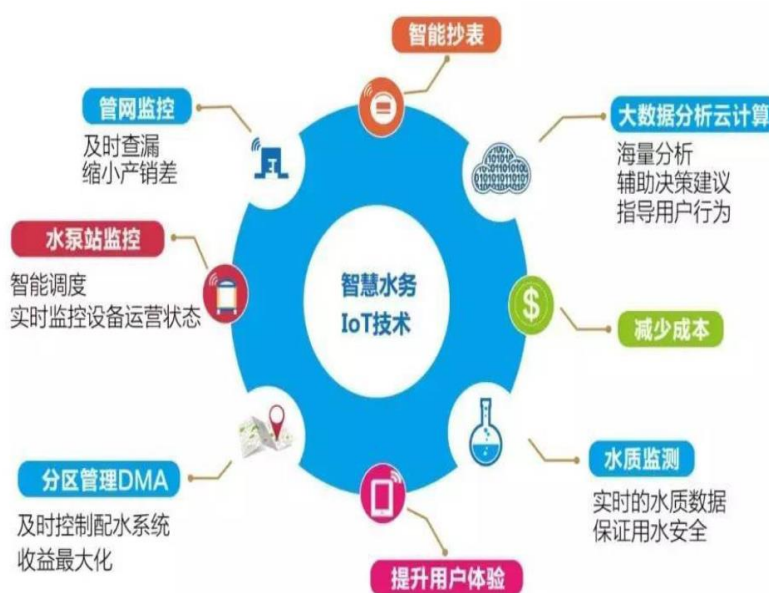 智能抄表
管网监控
及时查漏
缩小产销差
大数据分析云计算
海量分析
辅助决策建议
指导用户行为
水泵站监控
智能调度
实时监控设备运营状态
智慧水务
IoT技术
$
减少成本
分区管理DMA
及时控制配水系统
收益最大化
水质监测
实时的水质数据
保证用水安全
提升用户体验